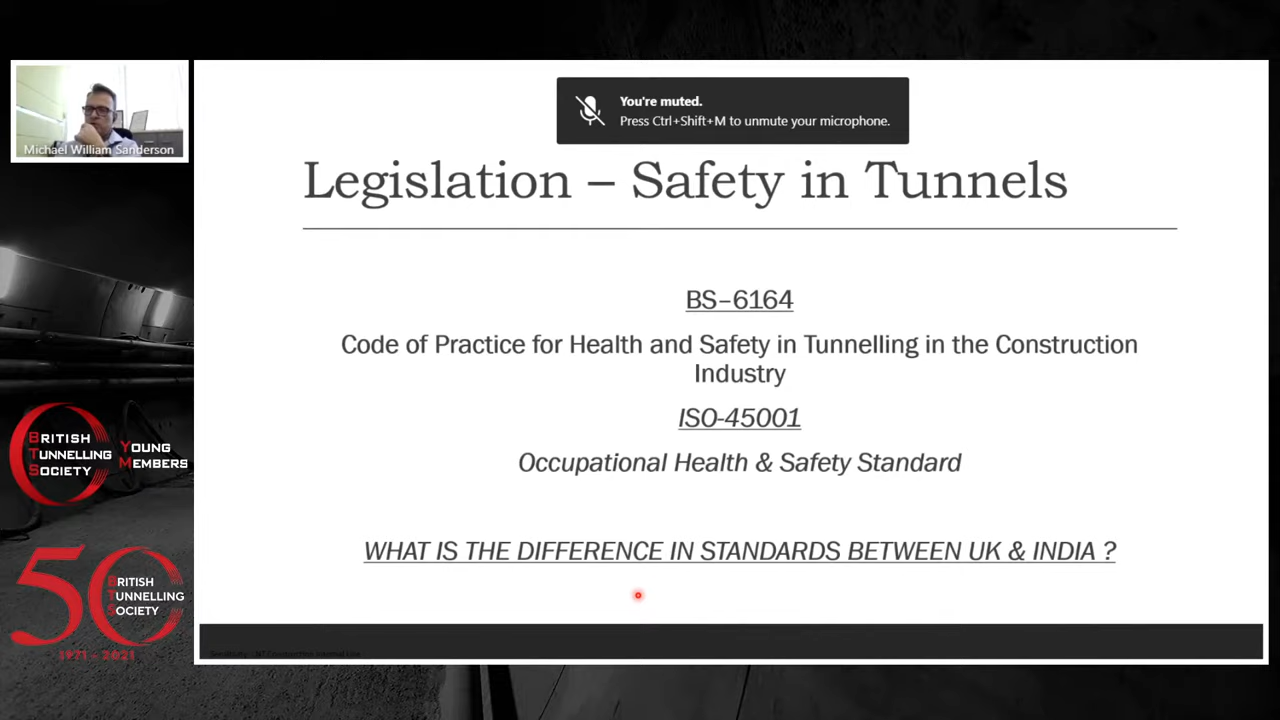 Michael William Sanderson
You're muted.
Press Ctrl+Shift+M to unmute your microphone.
Legislation – Safety in Tunnels
BS–6164
Code of Practice for Health and Safety in Tunnelling in the Construction
Industry
ISO-45001
Occupational Health & Safety Standard
WHAT IS THE DIFFERENCE IN STANDARDS BETWEEN UK & INDIA ?
BRITISH
TUNNELLING
SOCIETY
YOUNG
MEMBERS
50
BRITISH
TUNNELLING
SOCIETY
1971 - 2021